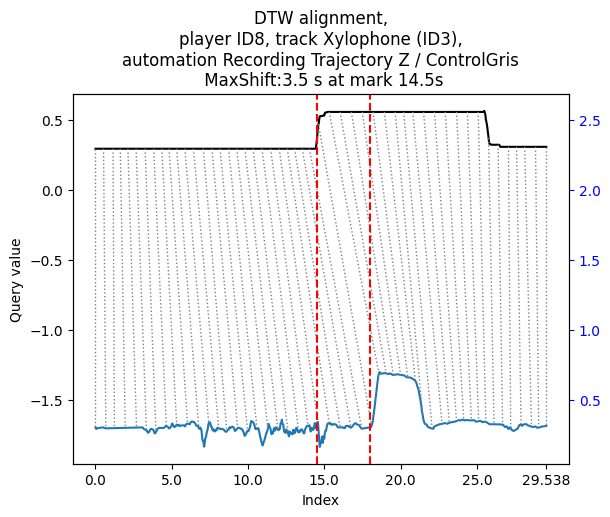 DTW alignment,
player ID8, track Xylophone (ID3),
automation Recording Trajectory Z / ControlGris
MaxShift:3.5 s at mark 14.5s
0.5
0.0
−0.5
−1.0
−1.5
Query value
2.5
2.0
1.5
1.0
0.5
0.0 5.0 10.0 15.0 20.0 25.0 29.538
Index